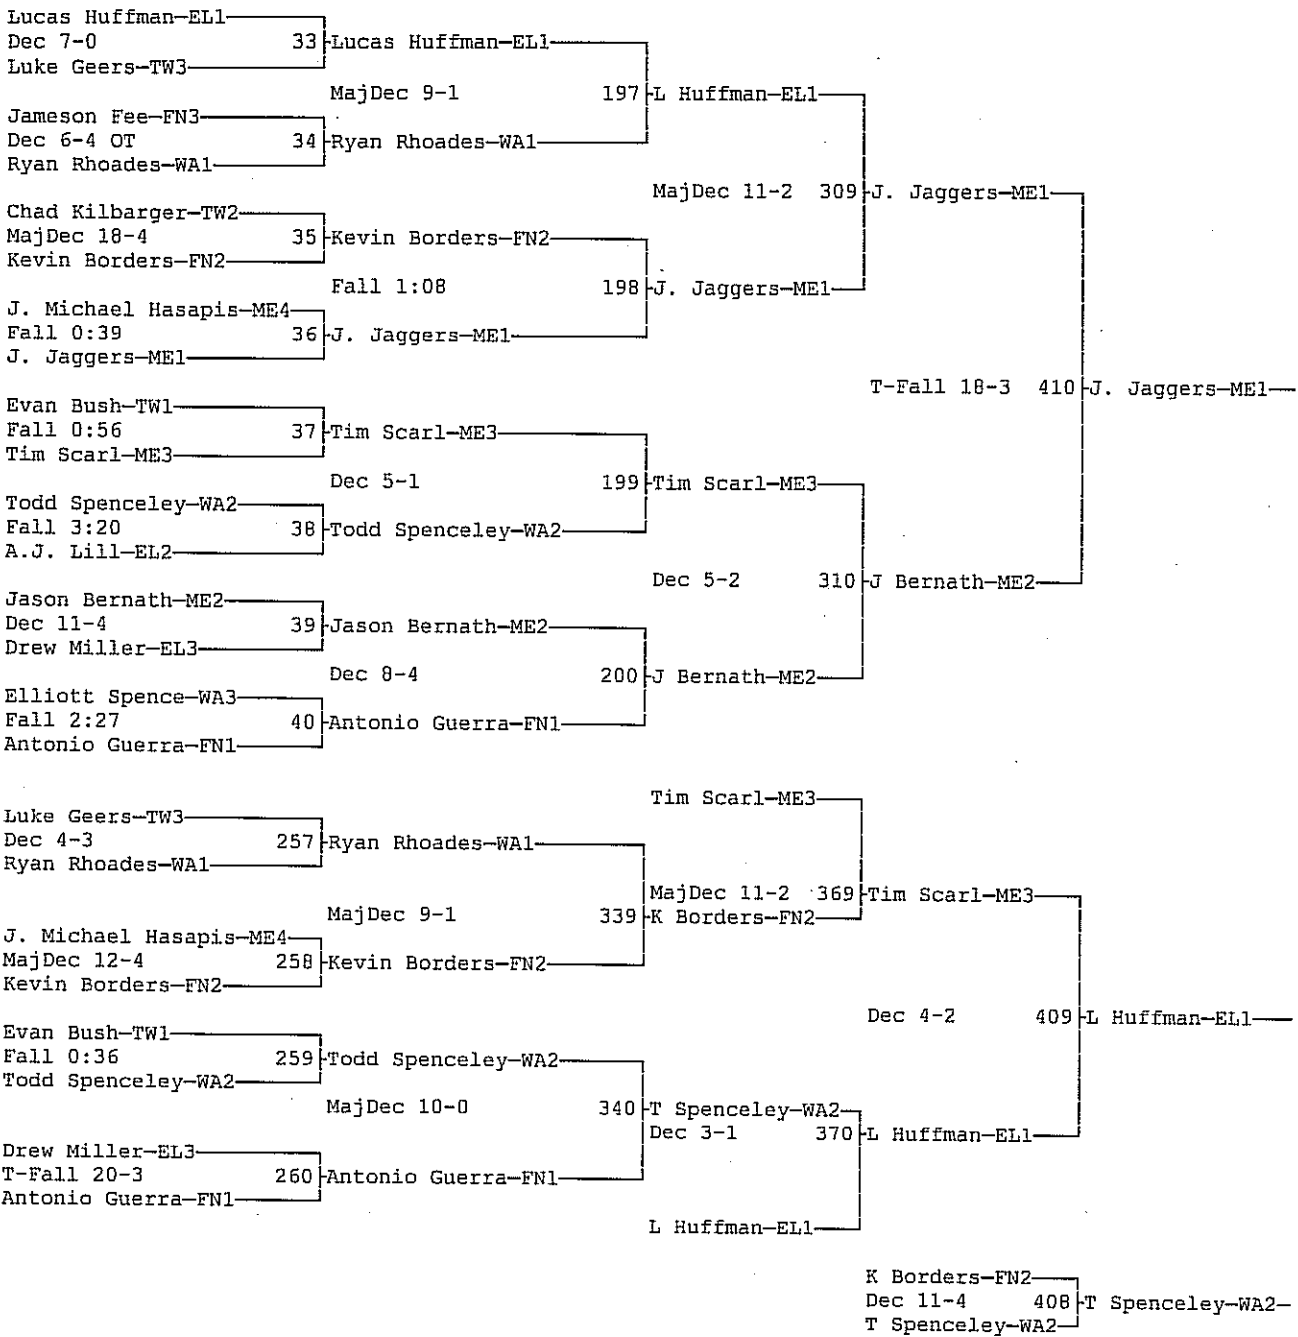 Lucas Huffman—EL1
Dec 7-0 33 Lucas Huffman—EL1
Luke Geers—TW3
MajDec 9-1 197 L Huffman—EL1
Jameson Fee—FN3
Dec 6-4 OT 34 Ryan Rhoades—WA1
Ryan Rhoades—WA1
MajDec 11-2 309 J. Jaggers—ME1
Chad Kilbarger—TW2
MajDec 18-4 35 Kevin Borders—FN2
Kevin Borders—FN2
Fall 1:08 198 J. Jaggers—ME1
J. Michael Hasapis—ME4
Fall 0:39 36 J. Jaggers—ME1
J. Jaggers—ME1
T-Fall 18-3 410 J. Jaggers—ME1
Evan Bush—TW1
Fall 0:56 37 Tim Scarl—ME3
Tim Scarl—ME3
Dec 5-1 199 Tim Scarl—ME3
Todd Spenceley—WA2
Fall 3:20 38 Todd Spenceley—WA2
A.J. Lill—EL2
Dec 5-2 310 J Bernath—ME2
Jason Bernath—ME2
Dec 11-4 39 Jason Bernath—ME2
Drew Miller—EL3
Dec 8-4 200 J Bernath—ME2
Elliott Spence—WA3
Fall 2:27 40 Antonio Guerra—FN1
Antonio Guerra—FN1
Tim Scarl—ME3
Luke Geers—TW3
Dec 4-3 257 Ryan Rhoades—WA1
Ryan Rhoades—WA1
MajDec 11-2 369 Tim Scarl—ME3
MajDec 9-1 339 K Borders—FN2
J. Michael Hasapis—ME4
MajDec 12-4 258 Kevin Borders—FN2
Kevin Borders—FN2
Dec 4-2 409 L Huffman—EL1
Evan Bush—TW1
Fall 0:36 259 Todd Spenceley—WA2
Todd Spenceley—WA2
MajDec 10-0 340 T Spenceley—WA2
Dec 3-1 370 L Huffman—EL1
Drew Miller—EL3
T-Fall 20-3 260 Antonio Guerra—FN1
Antonio Guerra—FN1
L Huffman—EL1
K Borders—FN2
Dec 11-4 408 T Spenceley—WA2
T Spenceley—WA2